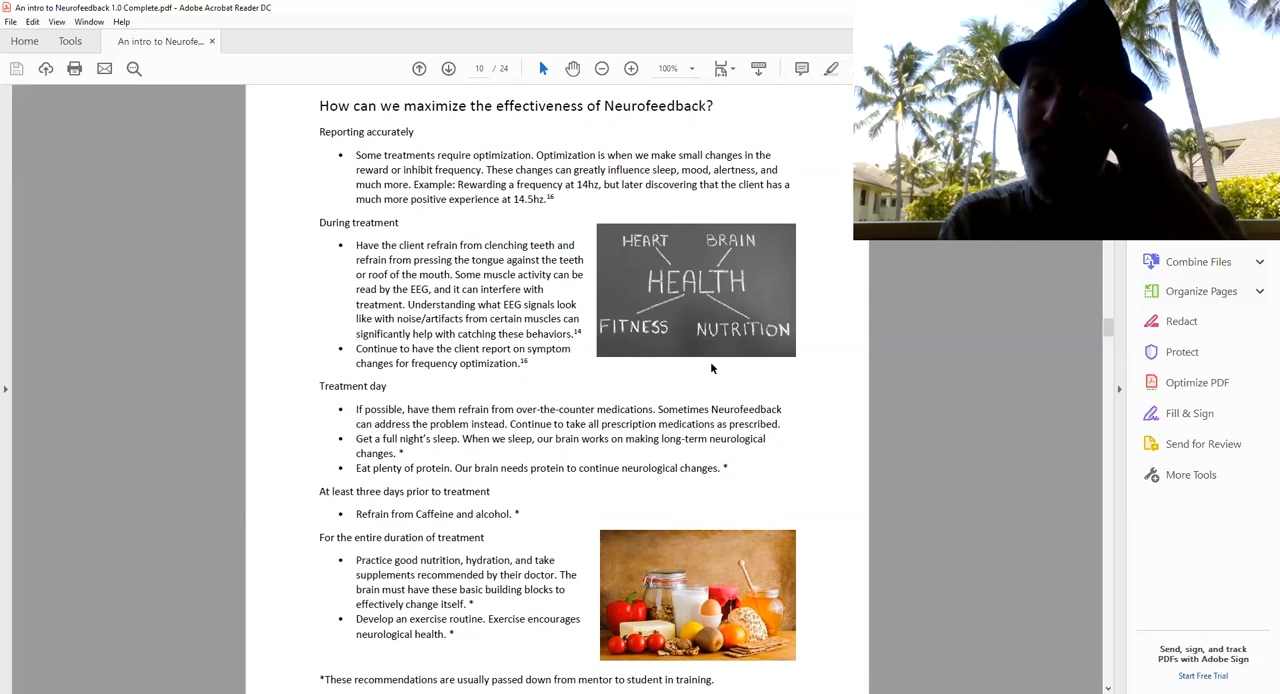 An intro to Neurofeedback 1.0 Complete.pdf - Adobe Acrobat Reader DC
File Edit View Window Help
Home Tools An intro to Neurofe... ×
10 / 24 100%
How can we maximize the effectiveness of Neurofeedback?
Reporting accurately
• Some treatments require optimization. Optimization is when we make small changes in the
reward or inhibit frequency. These changes can greatly influence sleep, mood, alertness, and
much more. Example: Rewarding a frequency at 14hz, but later discovering that the client has a
much more positive experience at 14.5hz.16
During treatment
• Have the client refrain from clenching teeth and
refrain from pressing the tongue against the teeth
or roof of the mouth. Some muscle activity can be
read by the EEG, and it can interfere with
treatment. Understanding what EEG signals look
like with noise/artifacts from certain muscles can
significantly help with catching these behaviors.14
• Continue to have the client report on symptom
changes for frequency optimization.16
HEART BRAIN
HEALTH
FITNESS NUTRITION
Treatment day
• If possible, have them refrain from over-the-counter medications. Sometimes Neurofeedback
can address the problem instead. Continue to take all prescription medications as prescribed.
• Get a full night's sleep. When we sleep, our brain works on making long-term neurological
changes. *
• Eat plenty of protein. Our brain needs protein to continue neurological changes. *
At least three days prior to treatment
• Refrain from Caffeine and alcohol. *
For the entire duration of treatment
• Practice good nutrition, hydration, and take
supplements recommended by their doctor. The
brain must have these basic building blocks to
effectively change itself. *
• Develop an exercise routine. Exercise encourages
neurological health. *
*These recommendations are usually passed down from mentor to student in training.
Combine Files
Organize Pages
Redact
Protect
Optimize PDF
Fill & Sign
Send for Review
More Tools
Send, sign, and track
PDFs with Adobe Sign
Start Free Trial